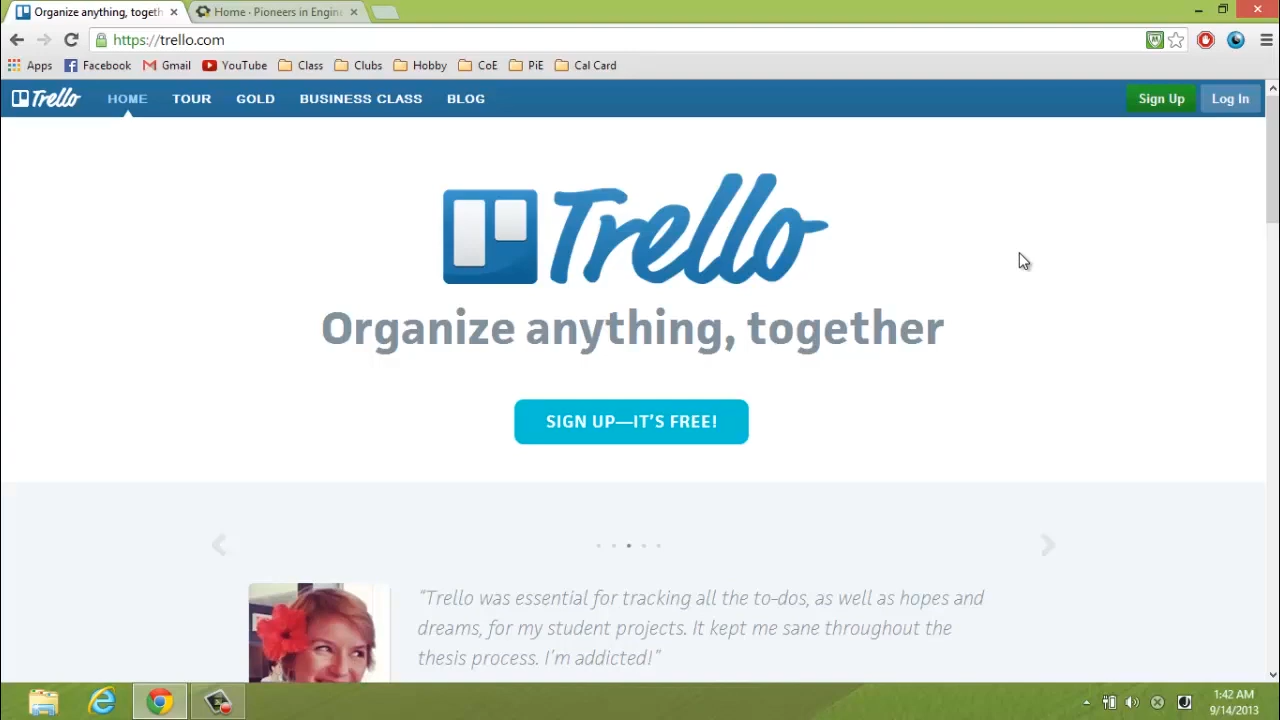 Organize anything, togeth
Home · Pioneers in Engine
https://trello.com
Apps Facebook Gmail YouTube Class Clubs Hobby CoE PiE Cal Card
Trello HOME TOUR GOLD BUSINESS CLASS BLOG Sign Up Log In
Trello
Organize anything, together
SIGN UP—IT'S FREE!
"Trello was essential for tracking all the to-dos, as well as hopes and
dreams, for my student projects. It kept me sane throughout the
thesis process. I'm addicted!"
1:42 AM
9/14/2013